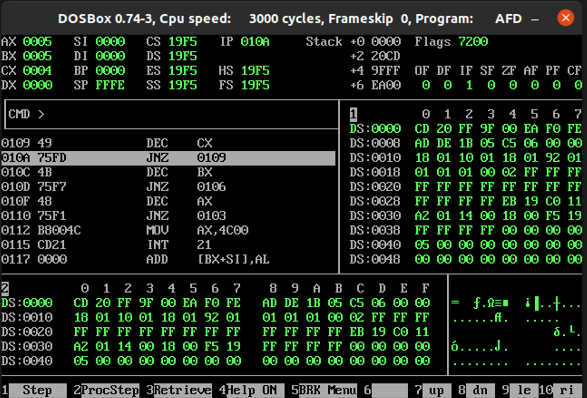 DOSBox 0.74-3, Cpu speed: 3000 cycles, Frameskip 0, Program: AFD
AX 0005 SI 0000 CS 19F5 IP 010A Stack +0 0000 Flags 7200
BX 0005 DI 0000 DS 19F5 +2 20CD
CX 0004 BP 0000 ES 19F5 HS 19F5 +4 9FFF OF DF IF SF ZF AF PF CF
DX 0000 SP FFFE SS 19F5 FS 19F5 +6 EA00 0 0 1 0 0 0 0 0
CMD >
0109 49 DEC CX
010A 75FD JNZ 0109
010C 4B DEC BX
010D 75F7 JNZ 0106
010F 48 DEC AX
0110 75F1 JNZ 0103
0112 B8004C MOV AX,4C00
0115 CD21 INT 21
0117 0000 ADD [BX+SI],AL
1 0 1 2 3 4 5 6 7
DS:0000 CD 20 FF 9F 00 EA F0 FE
DS:0008 AD DE 1B 05 C5 06 00 00
DS:0010 18 01 10 01 18 01 92 01
DS:0018 01 01 01 00 02 FF FF FF
DS:0020 FF FF FF FF FF FF FF FF
DS:0028 FF FF FF FF EB 19 C0 11
DS:0030 A2 01 14 00 18 00 F5 19
DS:0038 FF FF FF FF 00 00 00 00
DS:0040 05 00 00 00 00 00 00 00
DS:0048 00 00 00 00 00 00 00 00
2 0 1 2 3 4 5 6 7 8 9 A B C D E F
DS:0000 CD 20 FF 9F 00 EA F0 FE AD DE 1B 05 C5 06 00 00
DS:0010 18 01 10 01 18 01 92 01 01 01 01 00 02 FF FF FF
DS:0020 FF FF FF FF FF FF FF FF FF FF FF FF EB 19 C0 11
DS:0030 A2 01 14 00 18 00 F5 19 FF FF FF FF 00 00 00 00
DS:0040 05 00 00 00 00 00 00 00 00 00 00 00 00 00 00 00
= ƒ.Ω≡■ ¡▐..┼...
......Æ. ........
........ ....δ.└.
ó.....⌡. ........
........ ........
1 Step 2ProcStep 3Retrieve 4Help ON 5BRK Menu 6 7 up 8 dn 9 le 10 ri